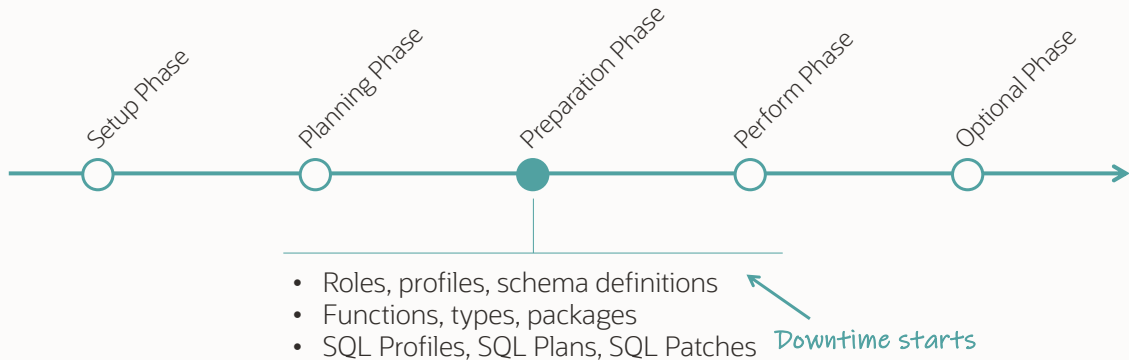 Setup Phase
Planning Phase
Preparation Phase
Perform Phase
Optional Phase
• Roles, profiles, schema definitions
• Functions, types, packages
• SQL Profiles, SQL Plans, SQL Patches
Downtime starts